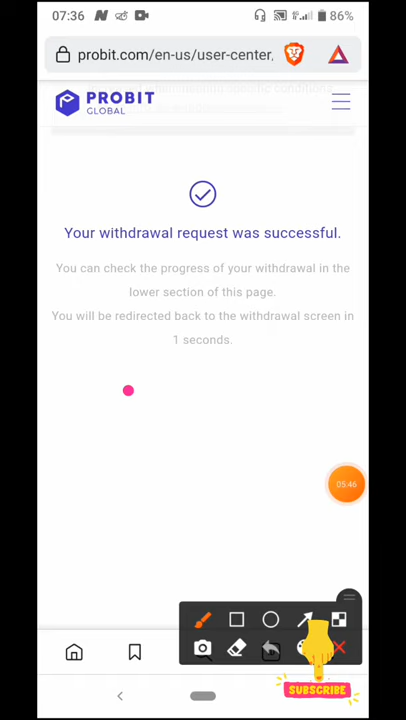 07:36
86%
probit.com/en-us/user-center,
PROBIT
GLOBAL
Your withdrawal request was successful.
You can check the progress of your withdrawal in the
lower section of this page.
You will be redirected back to the withdrawal screen in
1 seconds.
05:46
SUBSCRIBE